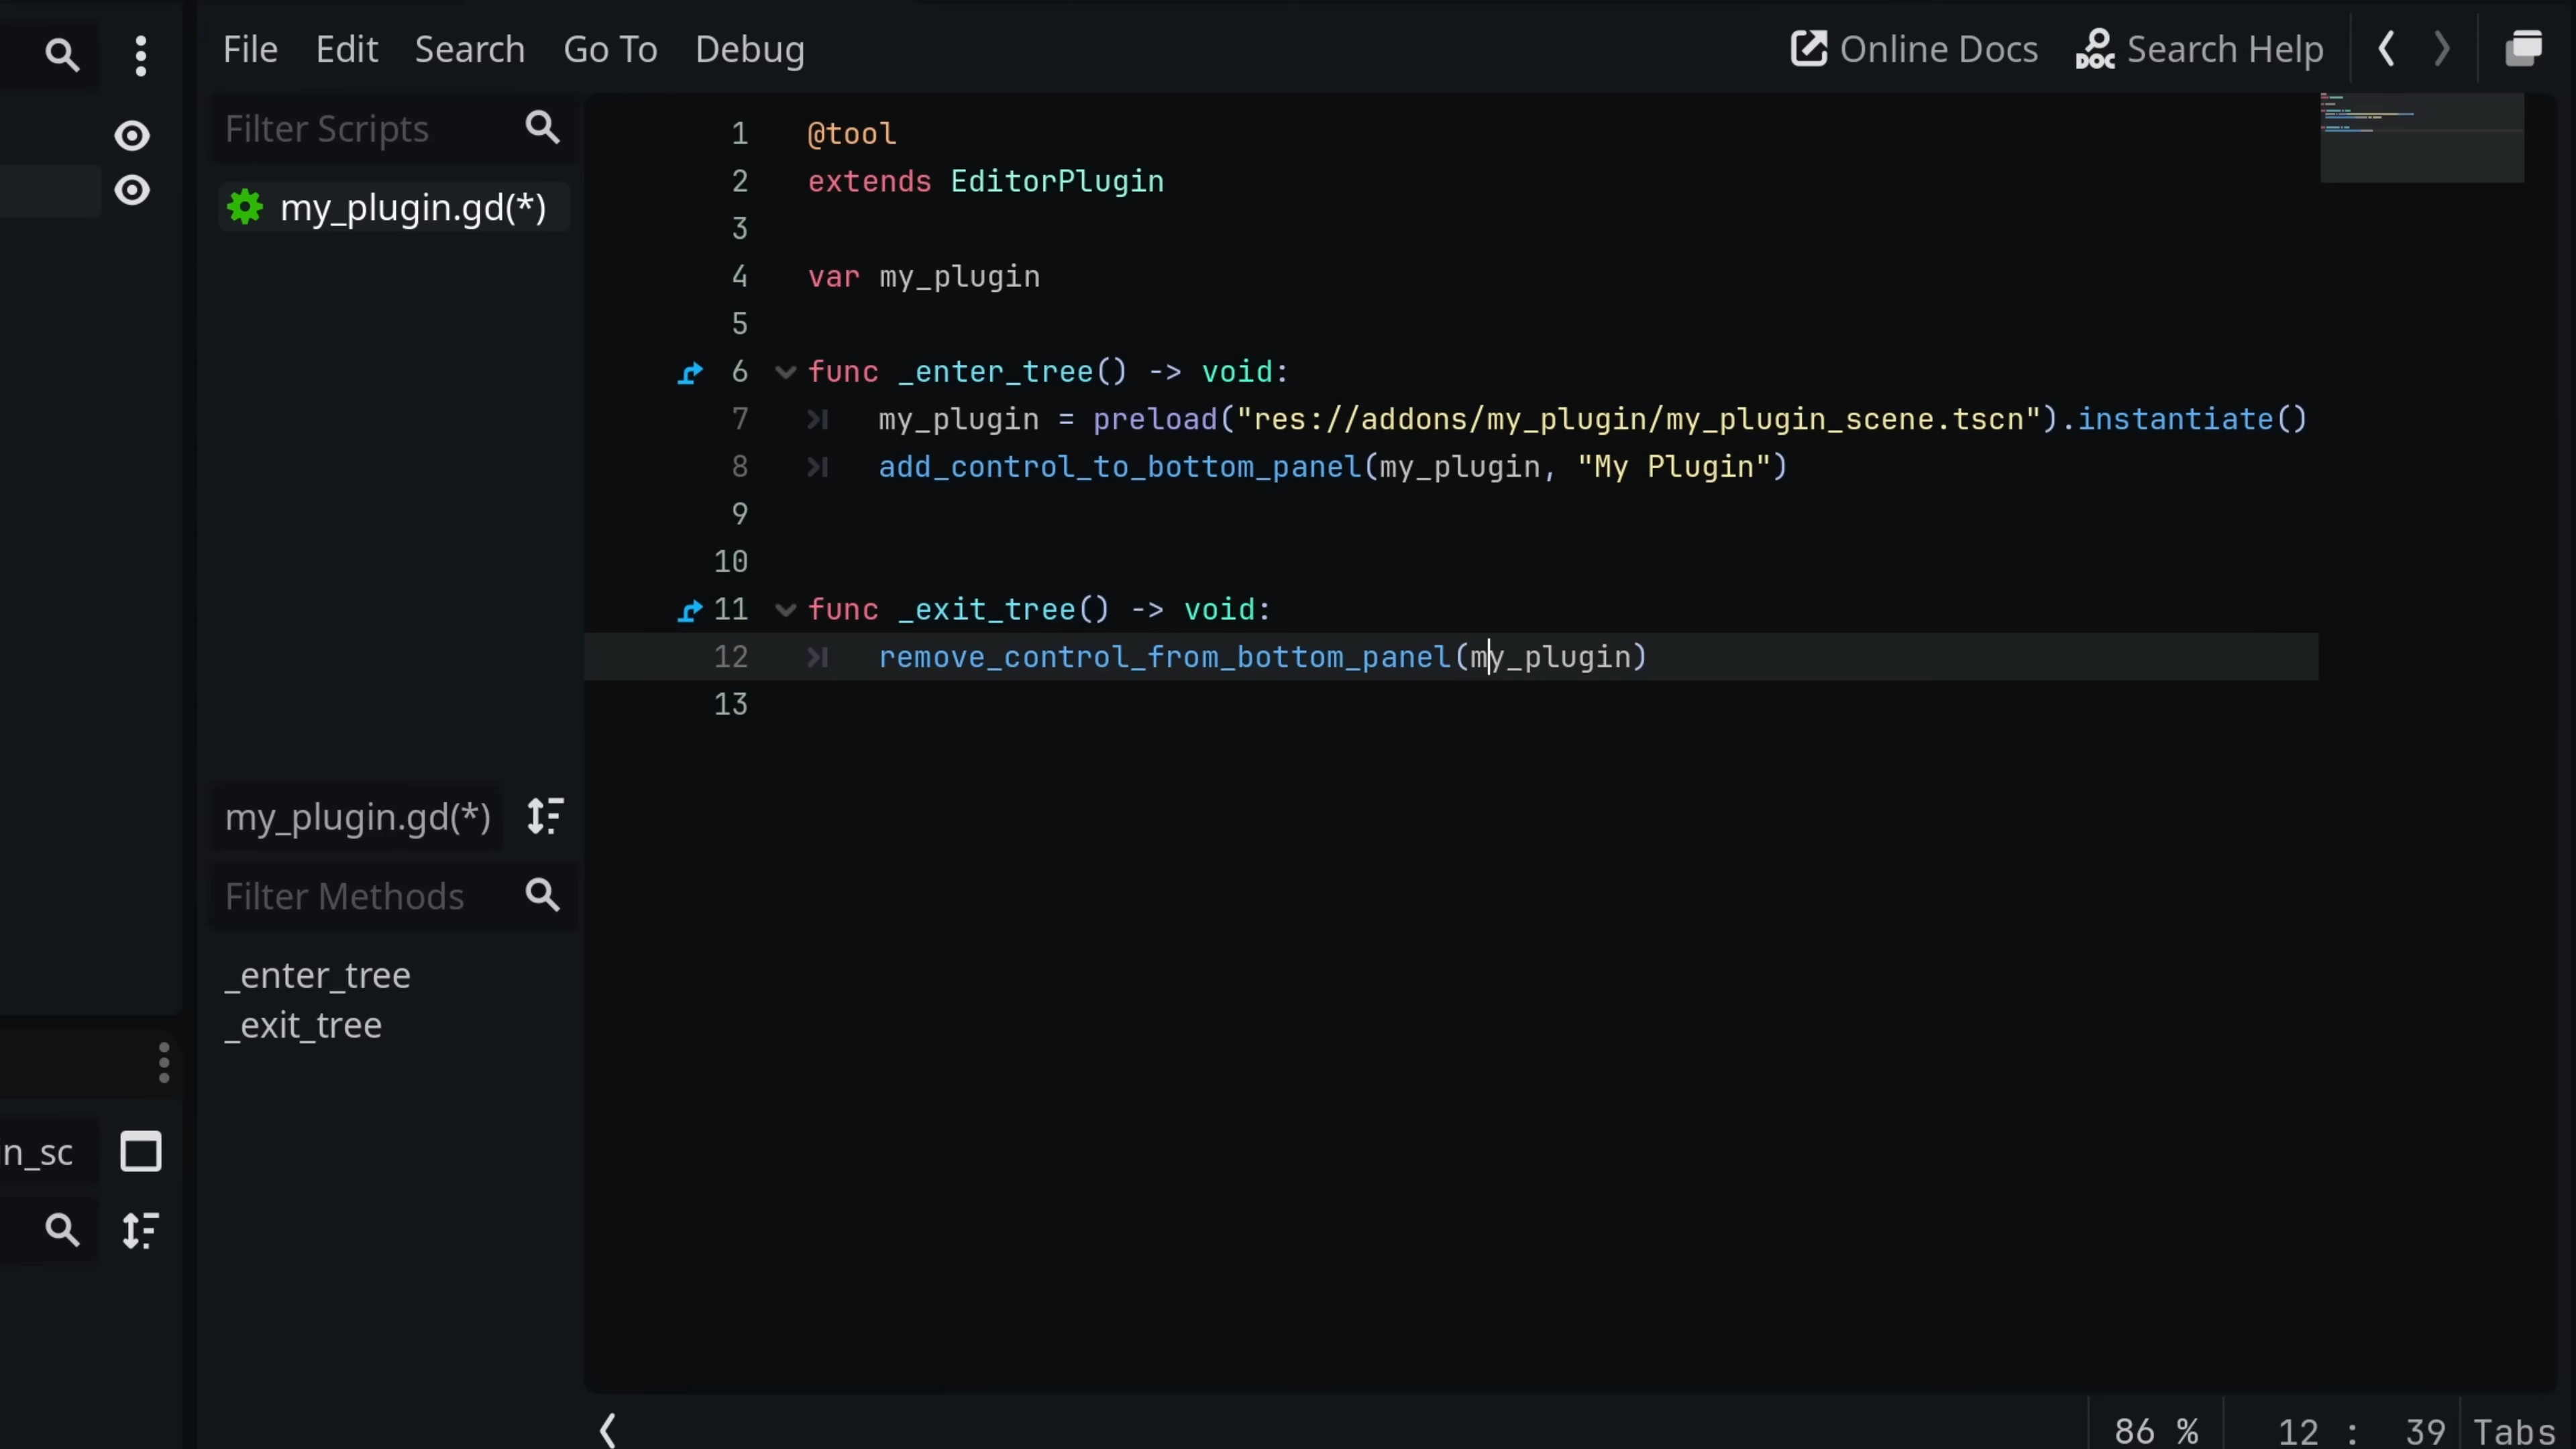 File Edit Search Go To Debug Online Docs Search Help
Filter Scripts
my_plugin.gd(*)
1 @tool
2 extends EditorPlugin
3
4 var my_plugin
5
6 func _enter_tree() -> void:
7 my_plugin = preload("res://addons/my_plugin/my_plugin_scene.tscn").instantiate()
8 add_control_to_bottom_panel(my_plugin, "My Plugin")
9
10
11 func _exit_tree() -> void:
12 remove_control_from_bottom_panel(my_plugin)
13
my_plugin.gd(*)
Filter Methods
_enter_tree
_exit_tree
n_sc
86 % 12 : 39 Tabs